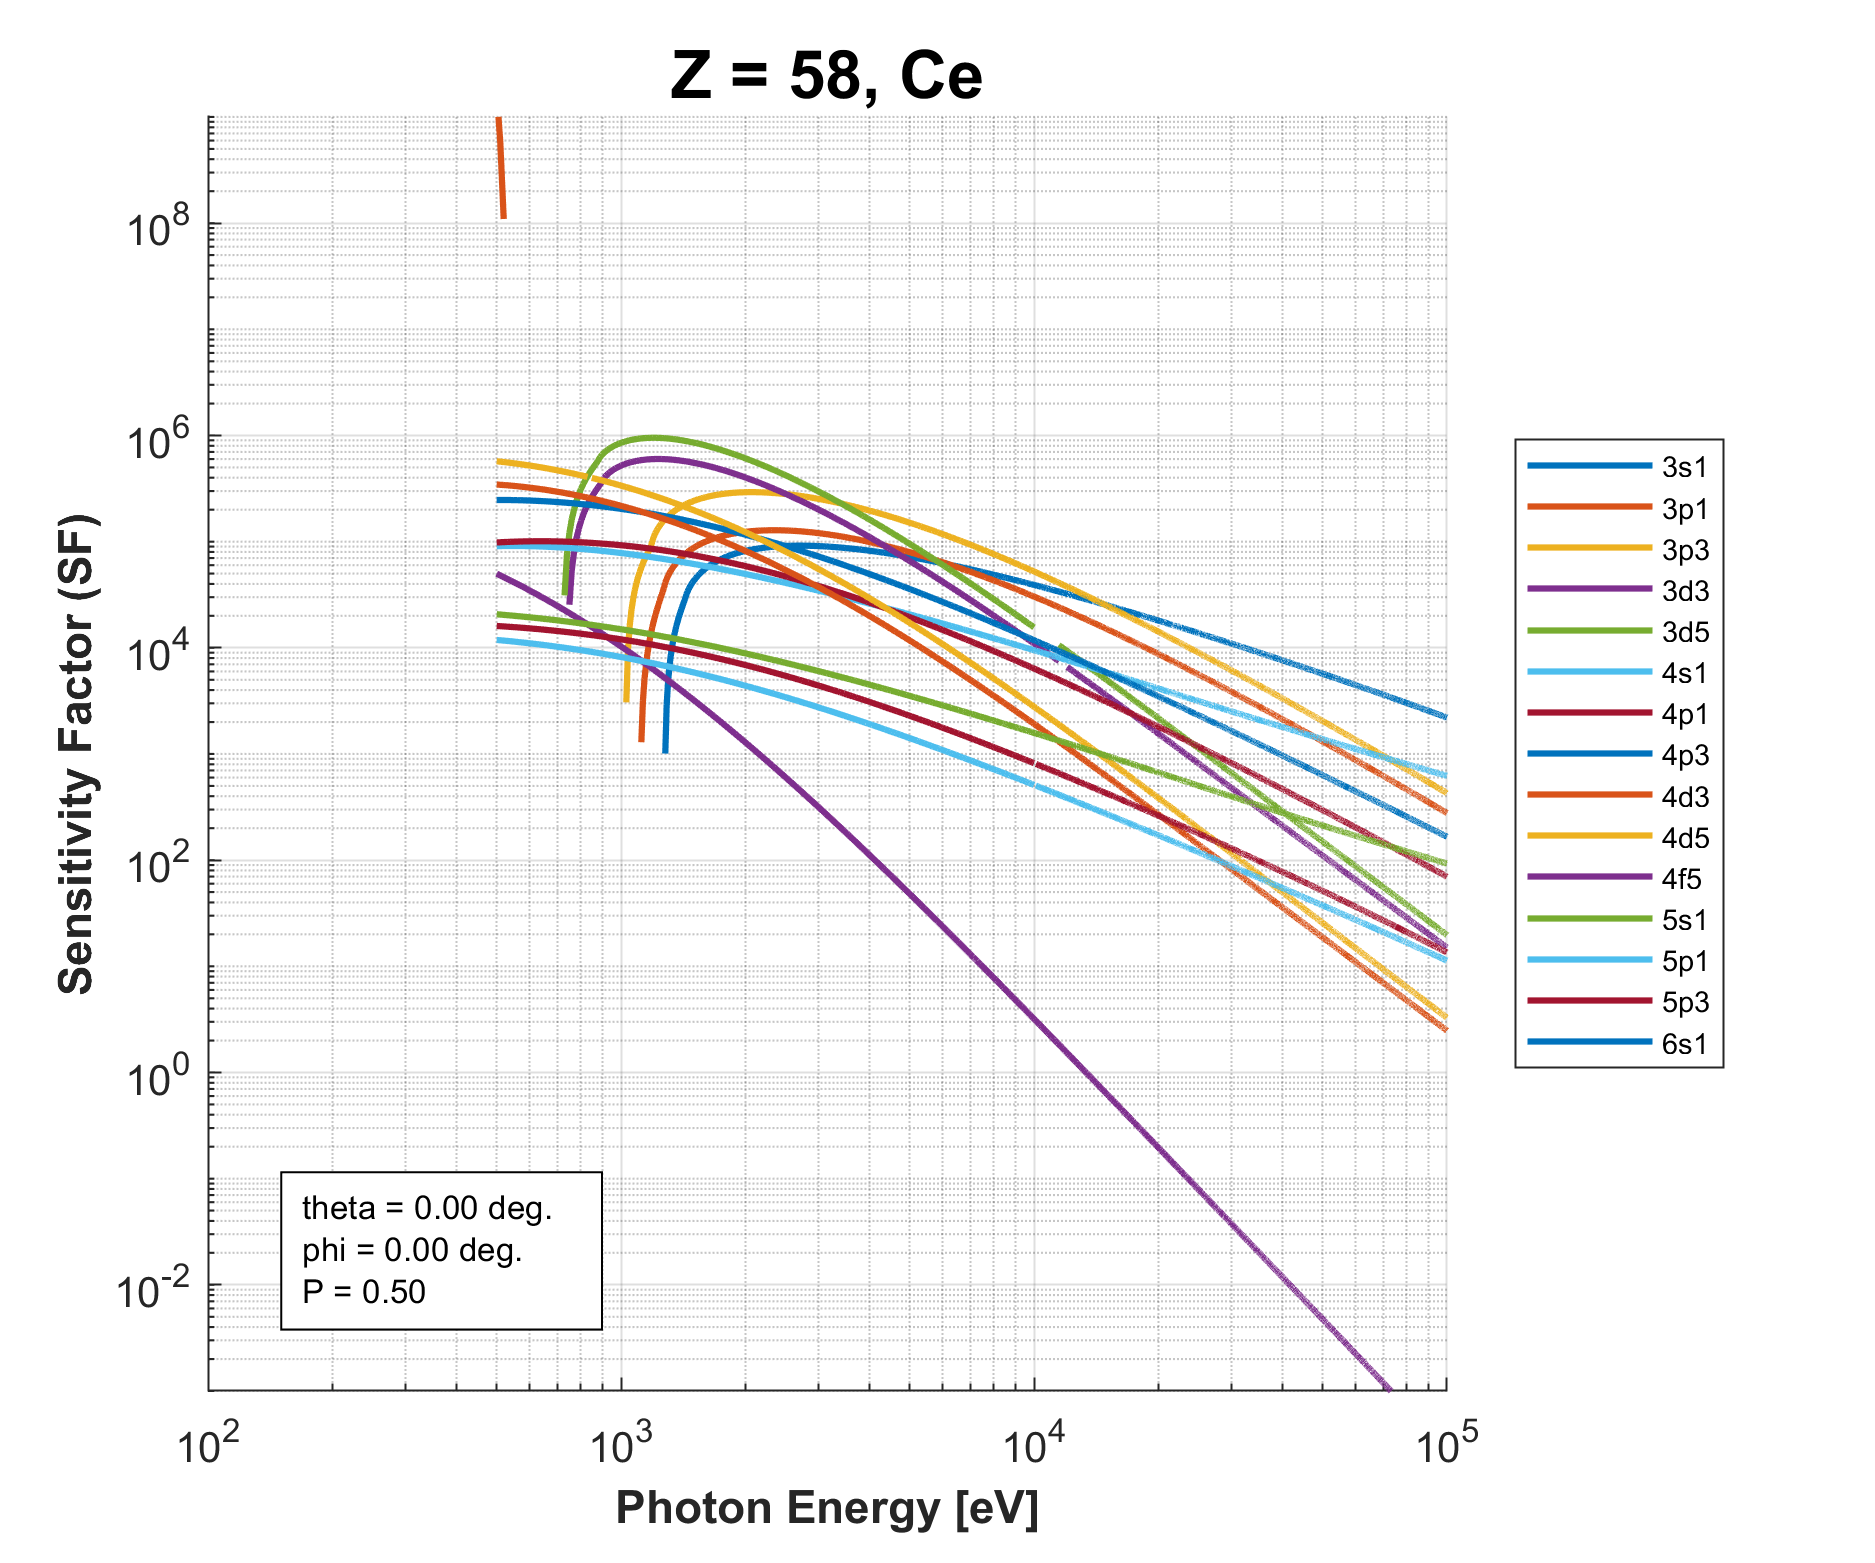 Z = 58, Ce
Sensitivity Factor (SF)
10^8
10^6
10^4
10^2
10^0
10^-2
theta = 0.00 deg.
phi = 0.00 deg.
P = 0.50
10^2 10^3 10^4 10^5
Photon Energy [eV]
3s1
3p1
3p3
3d3
3d5
4s1
4p1
4p3
4d3
4d5
4f5
5s1
5p1
5p3
6s1